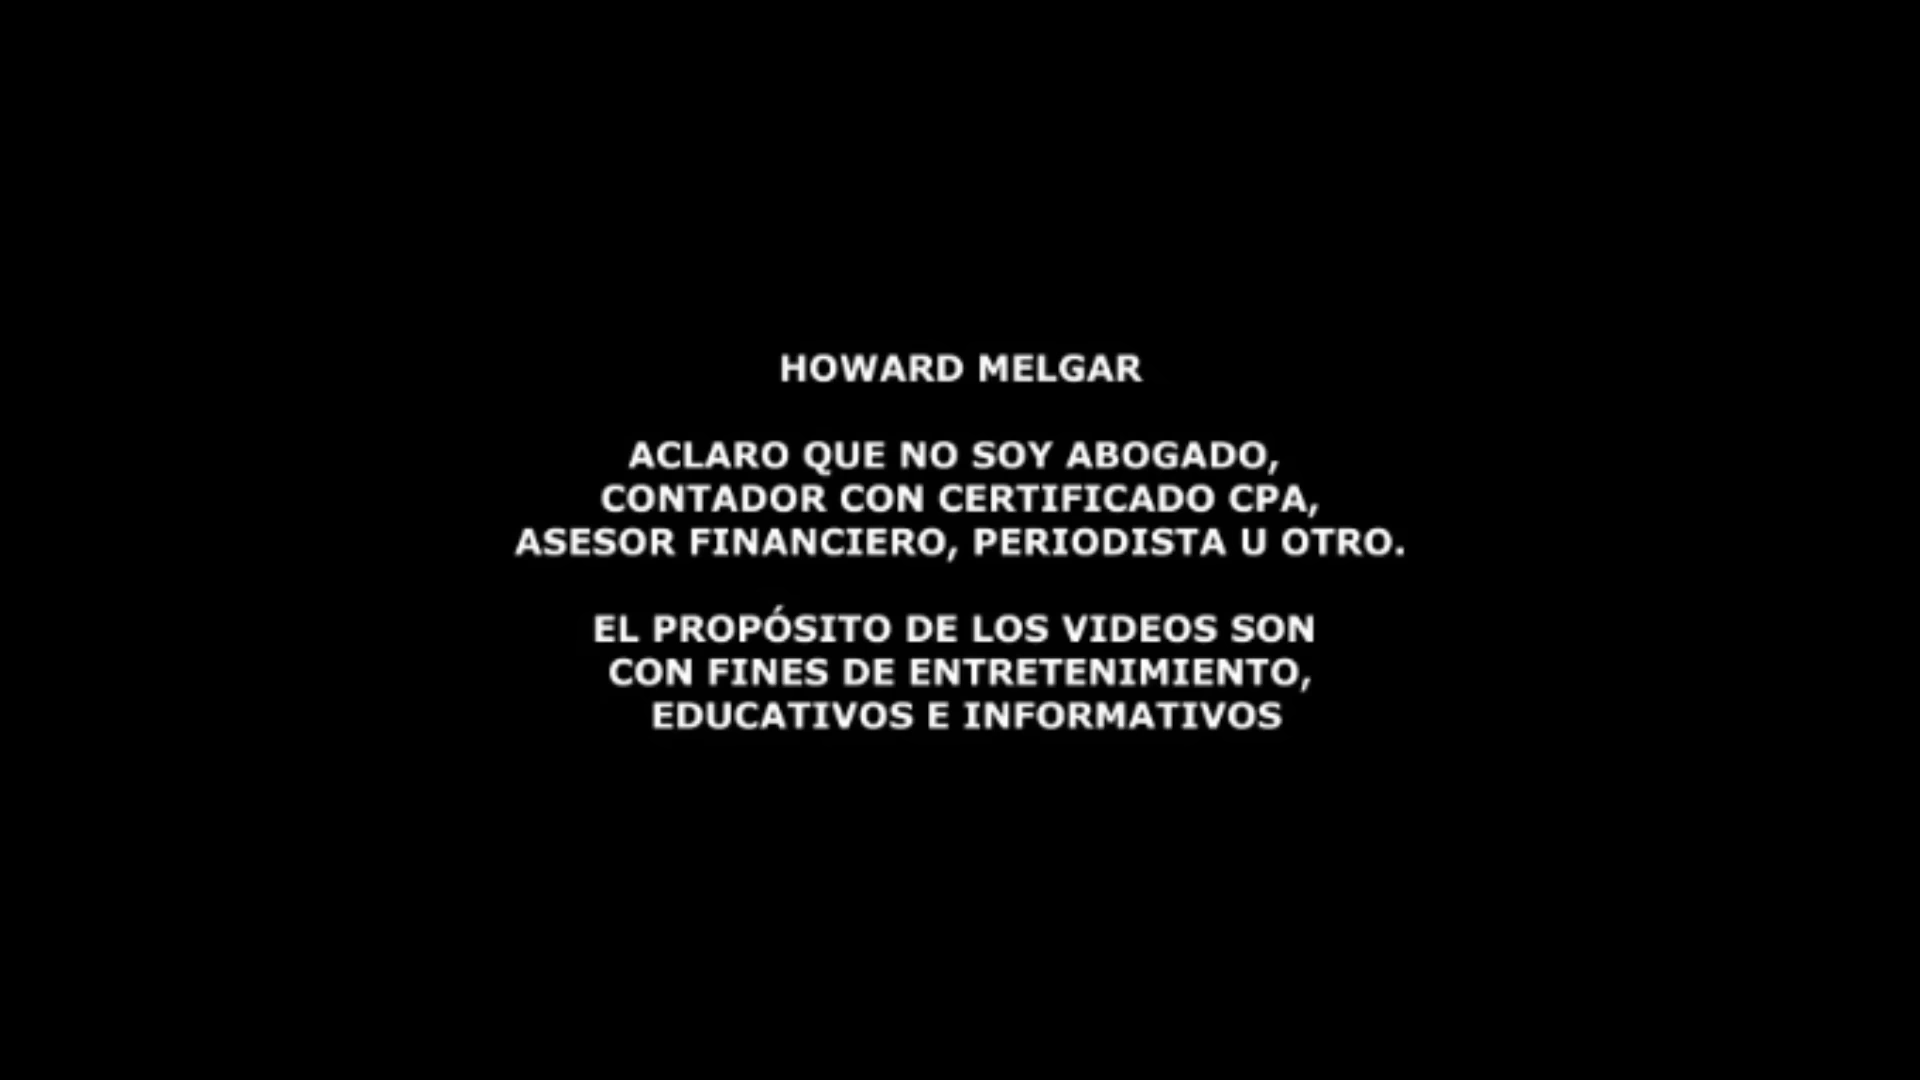 HOWARD MELGAR
ACLARO QUE NO SOY ABOGADO,
CONTADOR CON CERTIFICADO CPA,
ASESOR FINANCIERO, PERIODISTA U OTRO.
EL PROPÓSITO DE LOS VIDEOS SON
CON FINES DE ENTRETENIMIENTO,
EDUCATIVOS E INFORMATIVOS